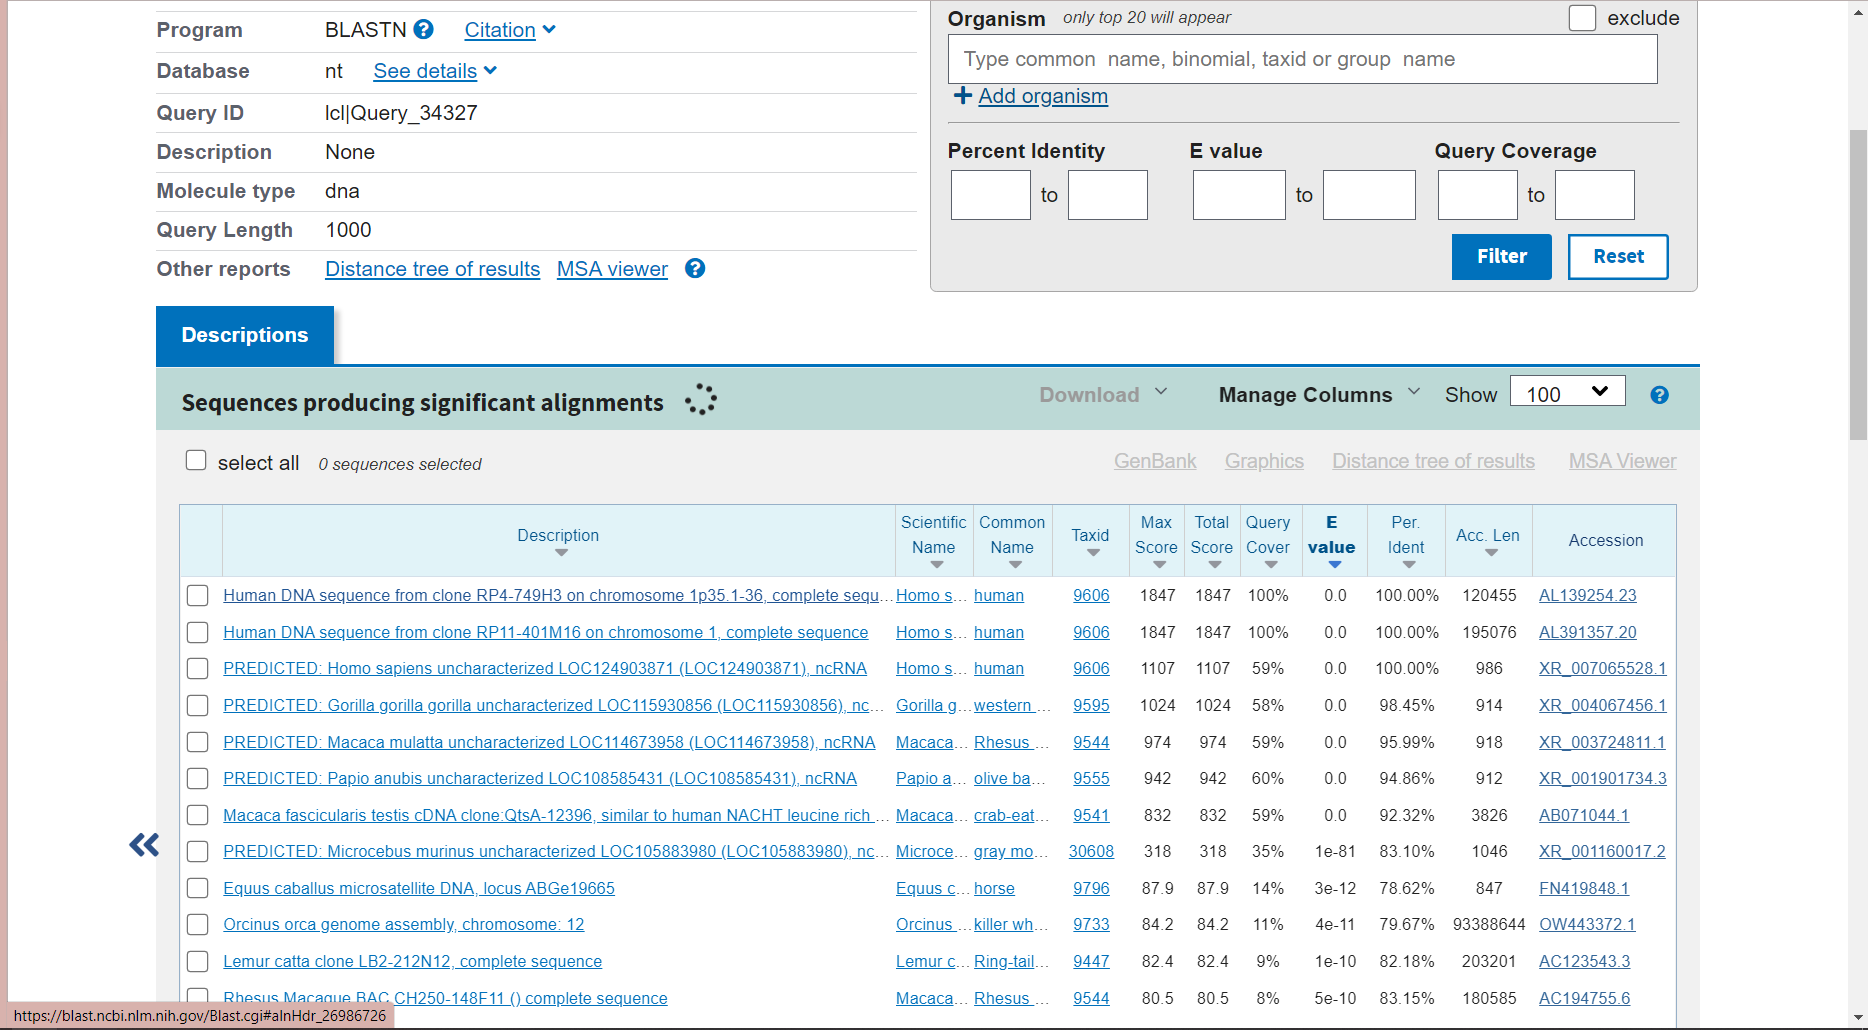 Program BLASTN ? Citation
Database nt See details
Query ID lcl|Query_34327
Description None
Molecule type dna
Query Length 1000
Other reports Distance tree of results MSA viewer ?
Organism only top 20 will appear exclude
Type common name, binomial, taxid or group name
+ Add organism
Percent Identity E value Query Coverage
to to to
Filter Reset
Descriptions
Sequences producing significant alignments Download Manage Columns Show 100 ?
select all 0 sequences selected GenBank Graphics Distance tree of results MSA Viewer
Description Scientific Name Common Name Taxid Max Score Total Score Query Cover E value Per. Ident Acc. Len Accession
Human DNA sequence from clone RP4-749H3 on chromosome 1p35.1-36, complete sequ... Homo s... human 9606 1847 1847 100% 0.0 100.00% 120455 AL139254.23
Human DNA sequence from clone RP11-401M16 on chromosome 1, complete sequence Homo s... human 9606 1847 1847 100% 0.0 100.00% 195076 AL391357.20
PREDICTED: Homo sapiens uncharacterized LOC124903871 (LOC124903871), ncRNA Homo s... human 9606 1107 1107 59% 0.0 100.00% 986 XR_007065528.1
PREDICTED: Gorilla gorilla gorilla uncharacterized LOC115930856 (LOC115930856), nc... Gorilla g... western ... 9595 1024 1024 58% 0.0 98.45% 914 XR_004067456.1
PREDICTED: Macaca mulatta uncharacterized LOC114673958 (LOC114673958), ncRNA Macaca... Rhesus ... 9544 974 974 59% 0.0 95.99% 918 XR_003724811.1
PREDICTED: Papio anubis uncharacterized LOC108585431 (LOC108585431), ncRNA Papio a... olive ba... 9555 942 942 60% 0.0 94.86% 912 XR_001901734.3
Macaca fascicularis testis cDNA clone:QtsA-12396, similar to human NACHT leucine rich ... Macaca... crab-eat... 9541 832 832 59% 0.0 92.32% 3826 AB071044.1
PREDICTED: Microcebus murinus uncharacterized LOC105883980 (LOC105883980), nc... Microce... gray mo... 30608 318 318 35% 1e-81 83.10% 1046 XR_001160017.2
Equus caballus microsatellite DNA, locus ABGe19665 Equus c... horse 9796 87.9 87.9 14% 3e-12 78.62% 847 FN419848.1
Orcinus orca genome assembly, chromosome: 12 Orcinus ... killer wh... 9733 84.2 84.2 11% 4e-11 79.67% 93388644 OW443372.1
Lemur catta clone LB2-212N12, complete sequence Lemur c... Ring-tail... 9447 82.4 82.4 9% 1e-10 82.18% 203201 AC123543.3
Rhesus Macaque BAC CH250-148F11 () complete sequence Macaca... Rhesus ... 9544 80.5 80.5 8% 5e-10 83.15% 180585 AC194755.6
https://blast.ncbi.nlm.nih.gov/Blast.cgi#alnHdr_26986726